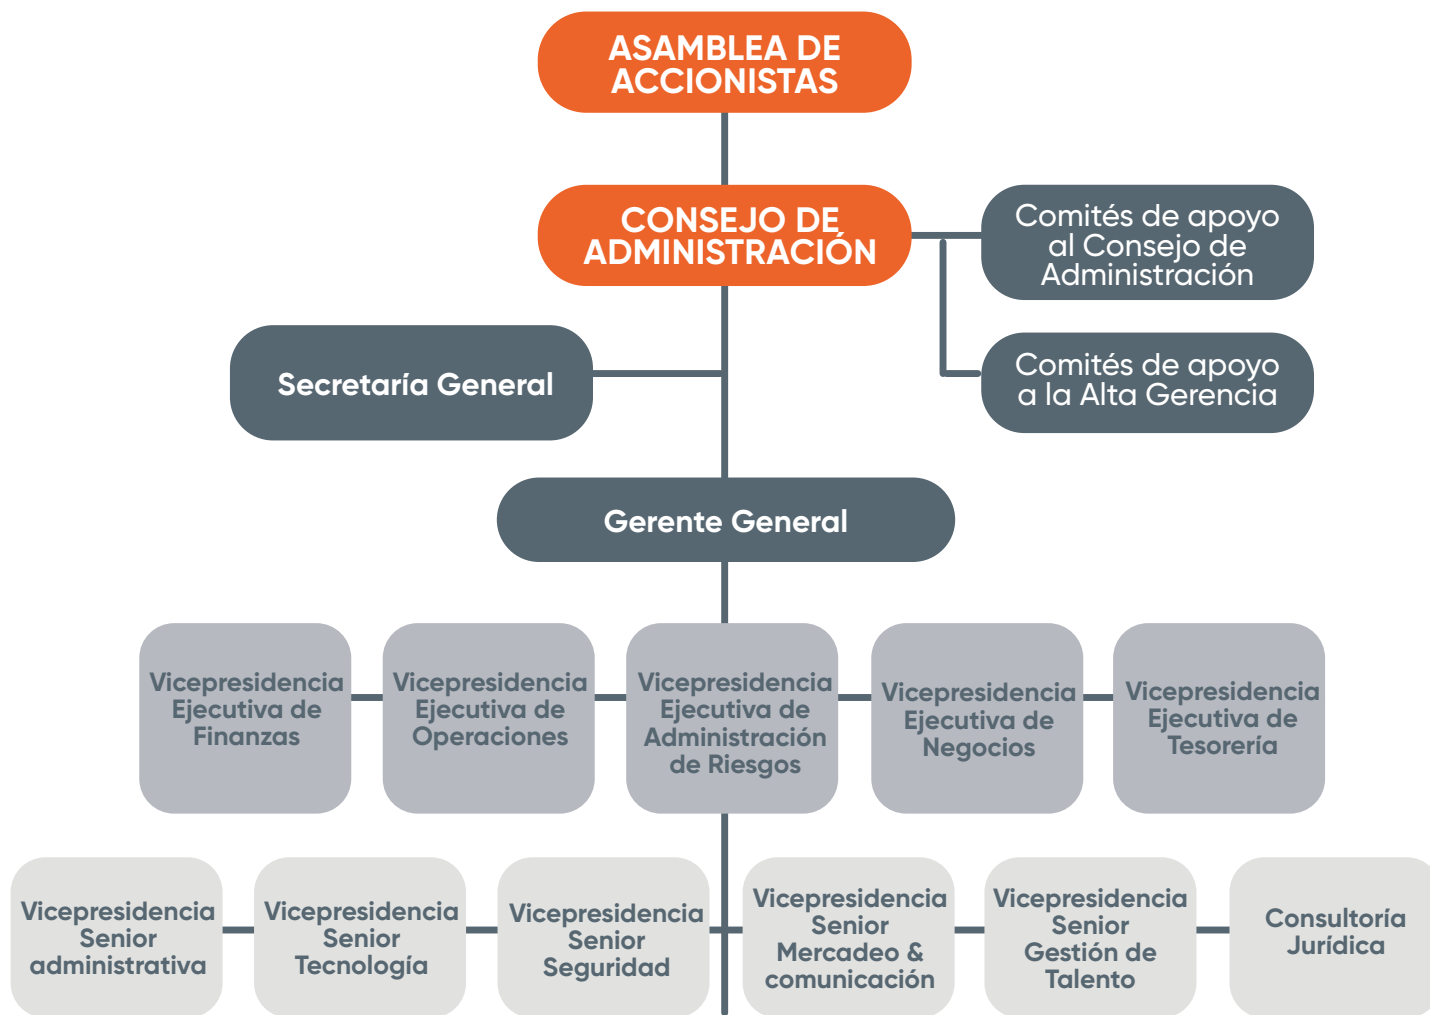 ASAMBLEA DE
ACCIONISTAS
CONSEJO DE
ADMINISTRACIÓN
Comités de apoyo
al Consejo de
Administración
Secretaría General
Comités de apoyo
a la Alta Gerencia
Gerente General
Vicepresidencia
Ejecutiva de
Finanzas
Vicepresidencia
Ejecutiva de
Operaciones
Vicepresidencia
Ejecutiva de
Administración
de Riesgos
Vicepresidencia
Ejecutiva de
Negocios
Vicepresidencia
Ejecutiva de
Tesorería
Vicepresidencia
Senior
administrativa
Vicepresidencia
Senior
Tecnología
Vicepresidencia
Senior
Seguridad
Vicepresidencia
Senior
Mercadeo &
comunicación
Vicepresidencia
Senior
Gestión de
Talento
Consultoría
Jurídica